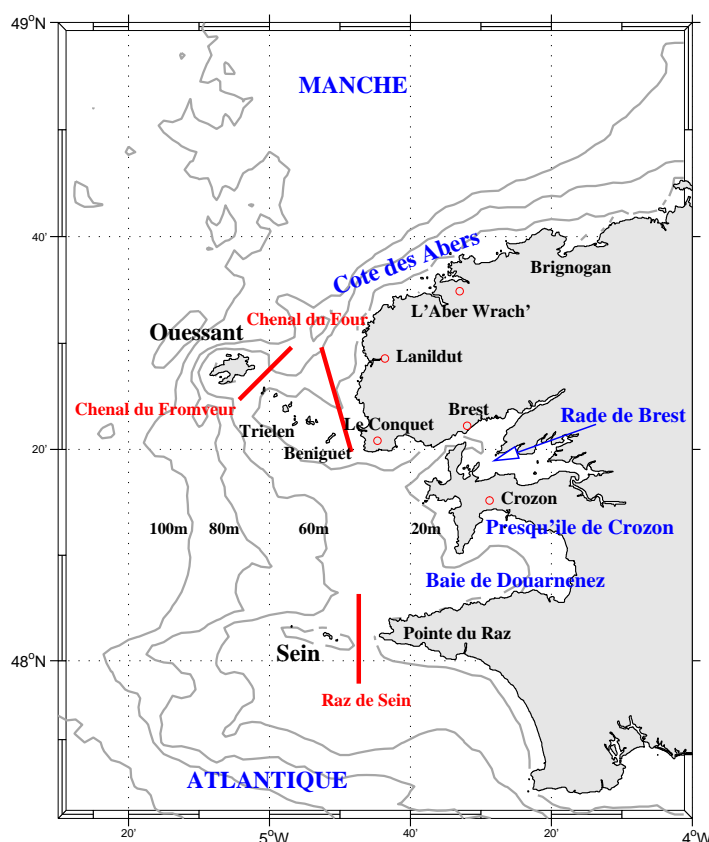 49°N
MANCHE
40'
Cote des Abers
Brignogan
L'Aber Wrach'
Chenal du Four
Ouessant
Lanildut
Chenal du Fromveur
Brest
Rade de Brest
Le Conquet
Trielen
Beniguet
20'
Crozon
100m 80m 60m 20m
Presqu'ile de Crozon
Baie de Douarnenez
Pointe du Raz
Sein
48°N
Raz de Sein
ATLANTIQUE
20' 5°W 40' 20' 4°W